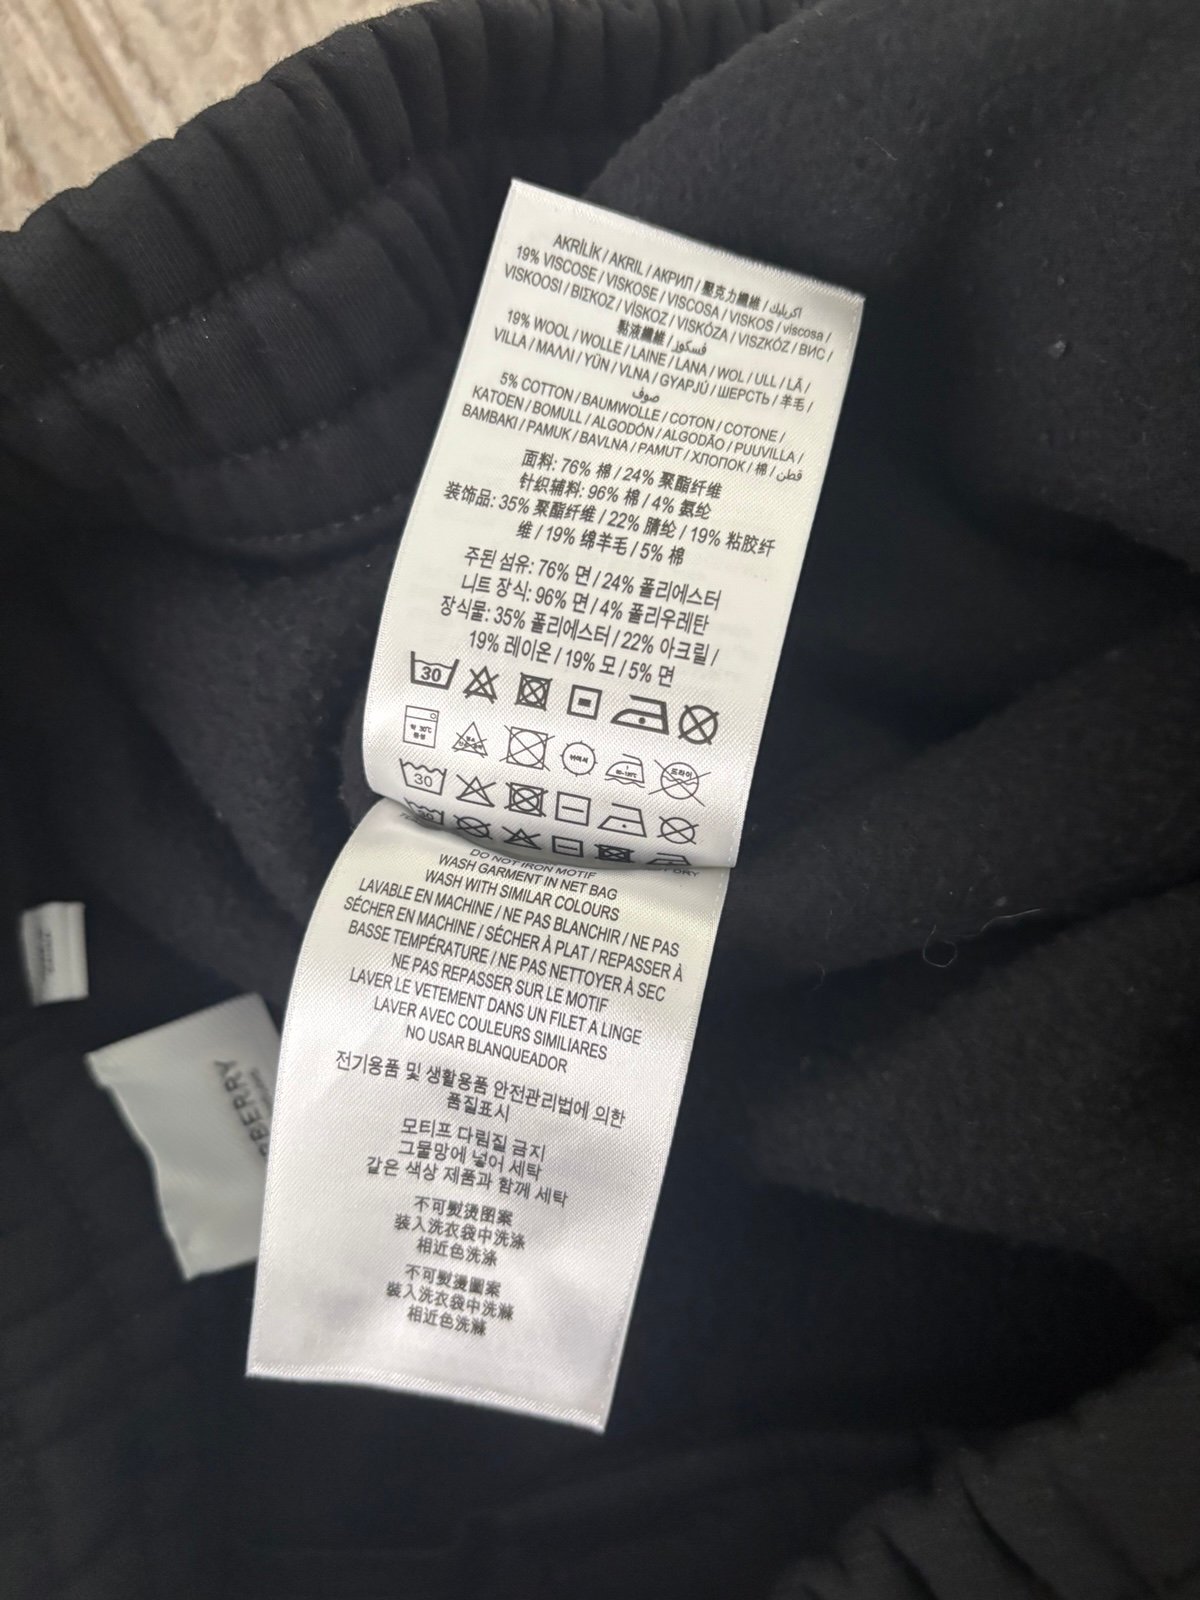 AKRİLİK / AKRIL / АКРИЛ / 壓克力纖維 / اكريليك
19% VISCOSE / VISKOSE / VISCOSA / VISKOS / viscosa /
VISKOOSI / ΒΙΣΚΟΖ / VİSKOZ / VISKÓZA / VISZKÓZ / ВИС /
黏液纖維 / فسكوز
19% WOOL / WOLLE / LAINE / LANA / WOL / ULL / LÃ /
VILLA / ΜΑΛΛΙ / YÜN / VLNA / GYAPJÚ / ШЕРСТЬ / 羊毛 /
صوف
5% COTTON / BAUMWOLLE / COTON / COTONE /
KATOEN / BOMULL / ALGODÓN / ALGODÃO / PUUVILLA /
BAMBAKI / PAMUK / BAVLNA / PAMUT / ХЛОПОК / 棉 / قطن
面料: 76% 棉 / 24% 聚酯纤维
针织辅料: 96% 棉 / 4% 氨纶
装饰品: 35% 聚酯纤维 / 22% 腈纶 / 19% 粘胶纤
维 / 19% 绵羊毛 / 5% 棉
주된 섬유: 76% 면 / 24% 폴리에스터
니트 장식: 96% 면 / 4% 폴리우레탄
장식물: 35% 폴리에스터 / 22% 아크릴 /
19% 레이온 / 19% 모 / 5% 면
30
약 30℃
중성
드라이
30
30
DRY
DO NOT IRON MOTIF
WASH GARMENT IN NET BAG
WASH WITH SIMILAR COLOURS
LAVABLE EN MACHINE / NE PAS BLANCHIR / NE PAS
SÉCHER EN MACHINE / SÉCHER À PLAT / REPASSER À
BASSE TEMPÉRATURE / NE PAS NETTOYER À SEC
NE PAS REPASSER SUR LE MOTIF
LAVER LE VETEMENT DANS UN FILET A LINGE
LAVER AVEC COULEURS SIMILIARES
NO USAR BLANQUEADOR
전기용품 및 생활용품 안전관리법에 의한
품질표시
모티프 다림질 금지
그물망에 넣어 세탁
같은 색상 제품과 함께 세탁
不可熨烫图案
装入洗衣袋中洗涤
相近色洗涤
不可熨燙圖案
裝入洗衣袋中洗滌
相近色洗滌
BERRY